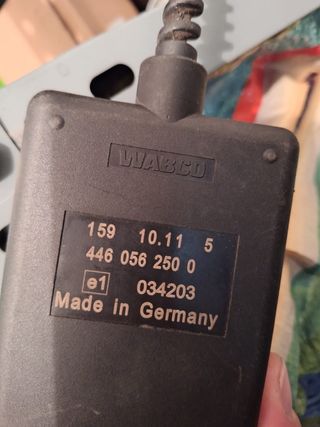 WABCO
159 10.11 5
446 056 250 0
e1 034203
Made in Germany